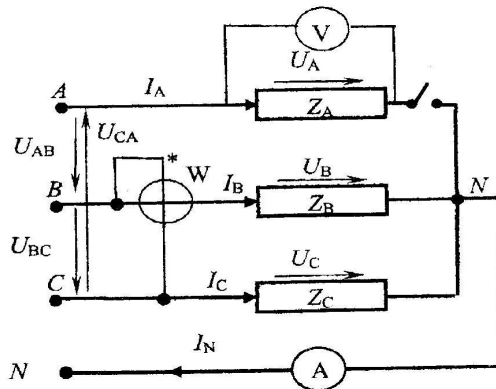 V
U_A
A I_A Z_A
U_AB U_CA
* W
B I_B U_B N
Z_B
U_BC
C I_C U_C
Z_C
I_N
N A